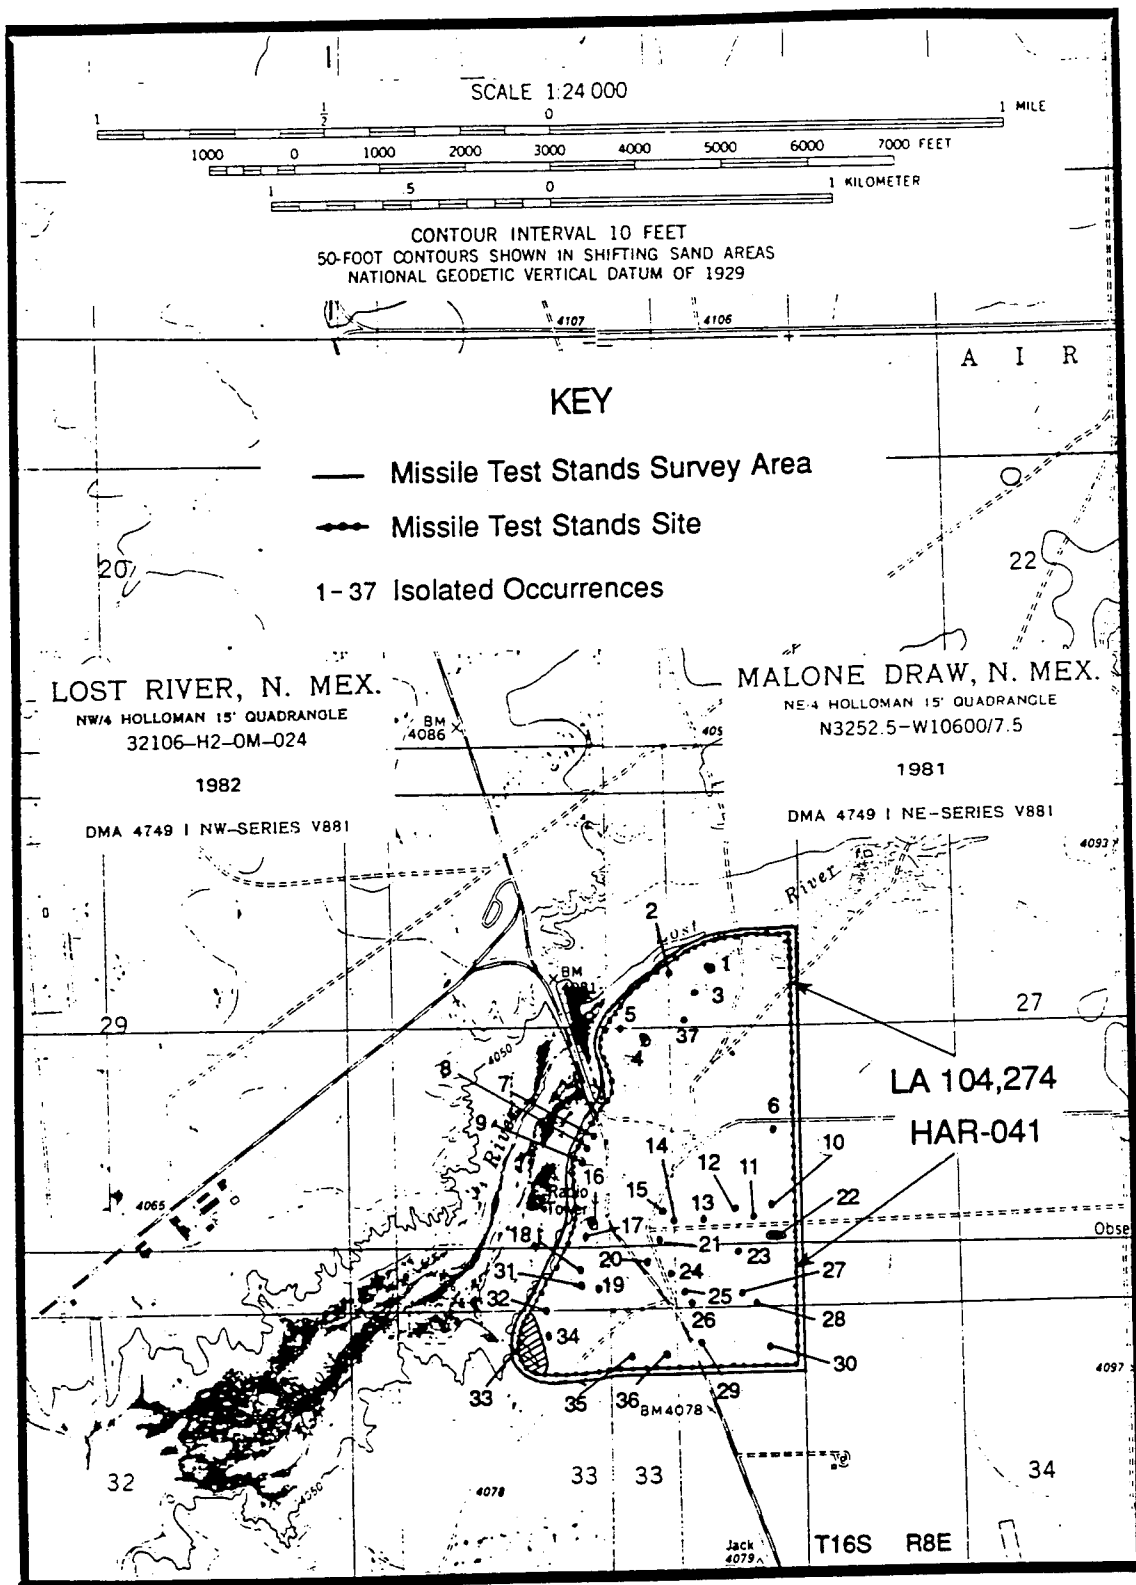 1
SCALE 1:24 000
1 ½ 0 1 MILE
1000 0 1000 2000 3000 4000 5000 6000 7000 FEET
1 .5 0 1 KILOMETER
CONTOUR INTERVAL 10 FEET
50-FOOT CONTOURS SHOWN IN SHIFTING SAND AREAS
NATIONAL GEODETIC VERTICAL DATUM OF 1929
4107 4106
A I R
KEY
Missile Test Stands Survey Area
Missile Test Stands Site
1-37 Isolated Occurrences
20
22
LOST RIVER, N. MEX.
NW/4 HOLLOMAN 15' QUADRANGLE
32106-H2-OM-024
1982
DMA 4749 I NW-SERIES V881
BM
4086
405
MALONE DRAW, N. MEX.
NE/4 HOLLOMAN 15' QUADRANGLE
N3252.5-W10600/7.5
1981
DMA 4749 I NE-SERIES V881
4093
Lost River
2
1
BM
4081
3
5
37
27
29
4
4050
8 7
LA 104,274
HAR-041
9
River
6
14 12 11 10
16
15 13 22
4065
Radio
Tower
18 17
21 23
Obse
20
31 24 27
19
32 25
26 28
34
30
4097
33
35 36 29
BM4078
32
33 33
34
4050
4078
Jack
4079
T16S R8E